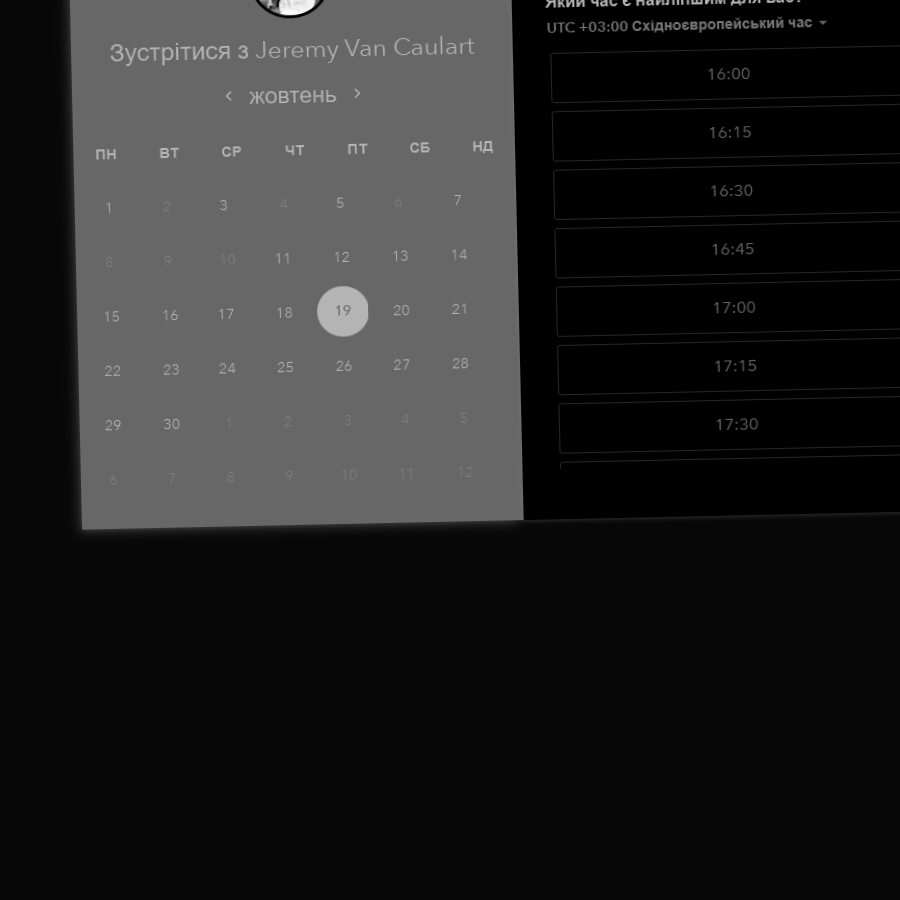 Зустрітися з Jeremy Van Caulart
жовтень
ПН ВТ СР ЧТ ПТ СБ НД
1 2 3 4 5 6 7
8 9 10 11 12 13 14
15 16 17 18 19 20 21
22 23 24 25 26 27 28
29 30 1 2 3 4 5
6 7 8 9 10 11 12
Який час є найліпшим для вас?
UTC +03:00 Східноєвропейський час
16:00
16:15
16:30
16:45
17:00
17:15
17:30